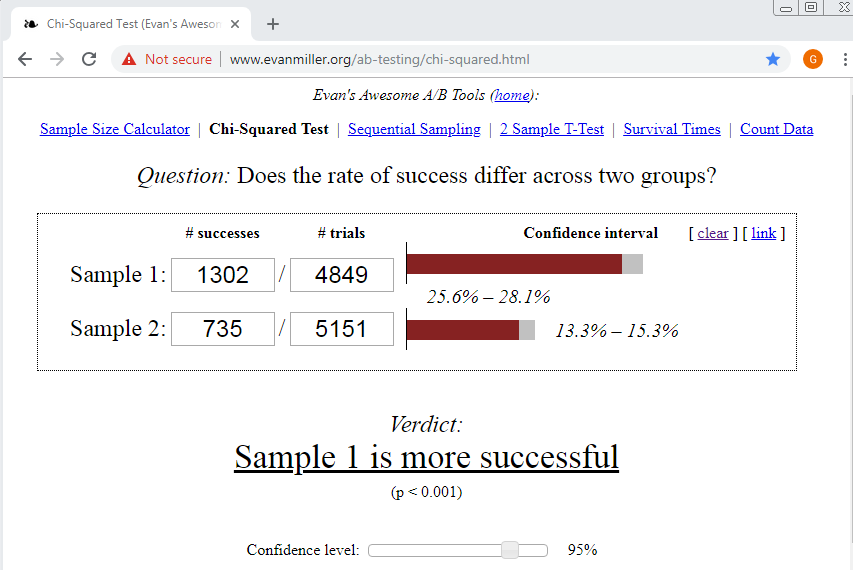 Chi-Squared Test (Evan's Aweson
Not secure | www.evanmiller.org/ab-testing/chi-squared.html
G
Evan's Awesome A/B Tools (home):
Sample Size Calculator | Chi-Squared Test | Sequential Sampling | 2 Sample T-Test | Survival Times | Count Data
Question: Does the rate of success differ across two groups?
# successes # trials Confidence interval [ clear ] [ link ]
Sample 1: 1302 / 4849
25.6% – 28.1%
Sample 2: 735 / 5151 13.3% – 15.3%
Verdict:
Sample 1 is more successful
(p < 0.001)
Confidence level: 95%